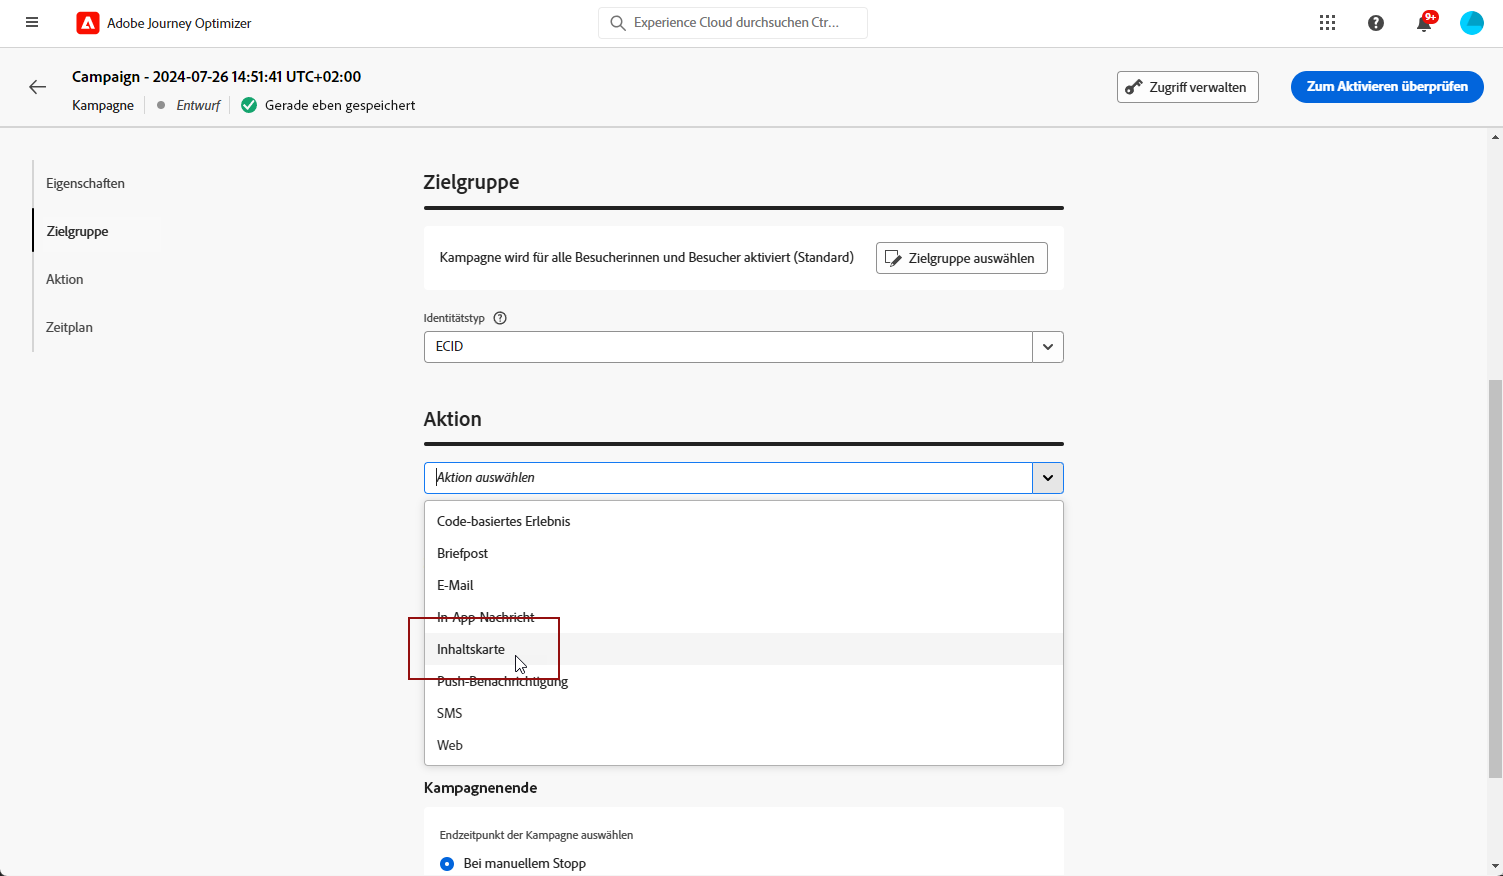 Adobe Journey Optimizer
Experience Cloud durchsuchen Ctr...
9+
Campaign - 2024-07-26 14:51:41 UTC+02:00
Kampagne
Entwurf
Gerade eben gespeichert
Zugriff verwalten
Zum Aktivieren überprüfen
Eigenschaften
Zielgruppe
Aktion
Zeitplan
Zielgruppe
Kampagne wird für alle Besucherinnen und Besucher aktiviert (Standard)
Zielgruppe auswählen
Identitätstyp
ECID
Aktion
Aktion auswählen
Code-basiertes Erlebnis
Briefpost
E-Mail
In-App-Nachricht
Inhaltskarte
Push-Benachrichtigung
SMS
Web
Kampagnenende
Endzeitpunkt der Kampagne auswählen
Bei manuellem Stopp